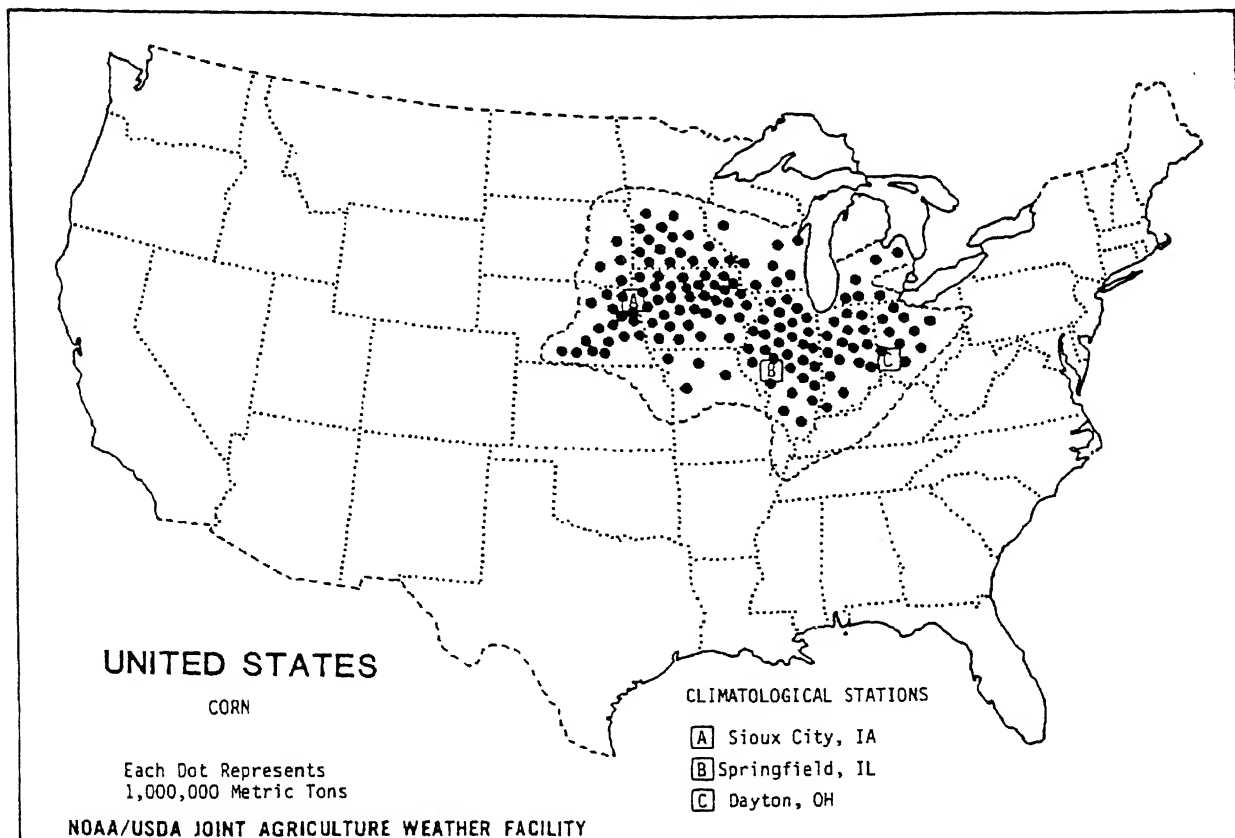 A
B
C
UNITED STATES
CORN
Each Dot Represents
1,000,000 Metric Tons
NOAA/USDA JOINT AGRICULTURE WEATHER FACILITY
CLIMATOLOGICAL STATIONS
A Sioux City, IA
B Springfield, IL
C Dayton, OH